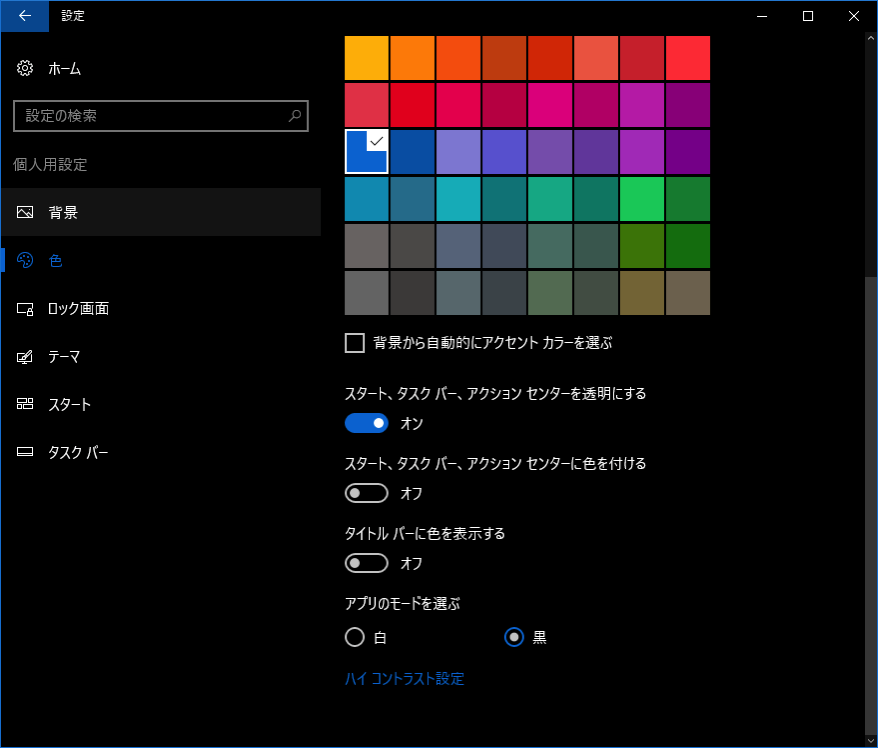 設定
ホーム
設定の検索
個人用設定
背景
色
ロック画面
テーマ
スタート
タスク バー
背景から自動的にアクセント カラーを選ぶ
スタート、タスク バー、アクション センターを透明にする
オン
スタート、タスク バー、アクション センターに色を付ける
オフ
タイトル バーに色を表示する
オフ
アプリのモードを選ぶ
白 黒
ハイ コントラスト設定